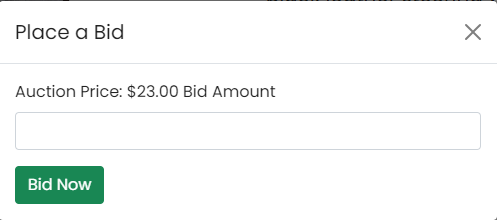 Place a Bid
Auction Price: $23.00 Bid Amount
Bid Now